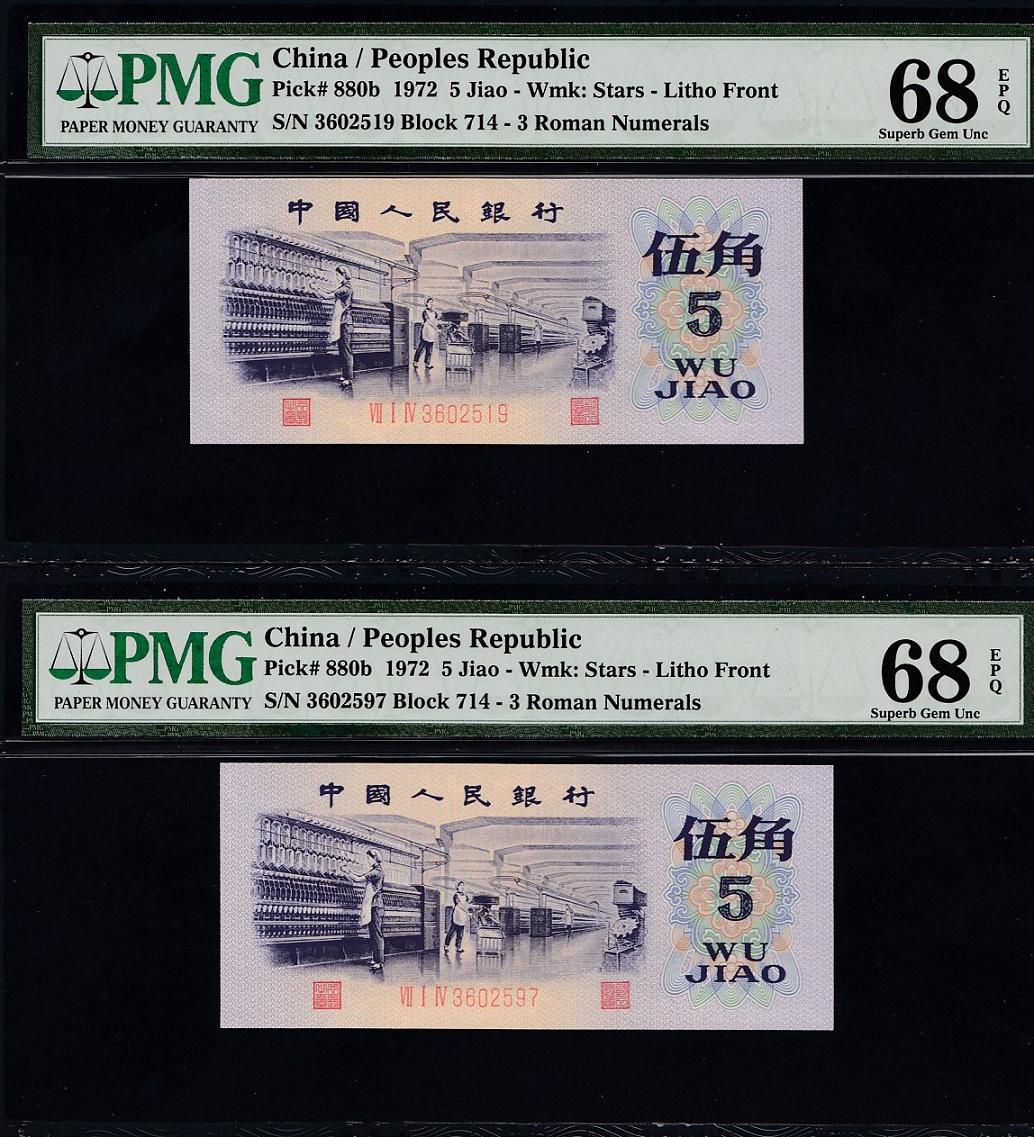 PMG
PAPER MONEY GUARANTY
China / Peoples Republic
Pick# 880b 1972 5 Jiao - Wmk: Stars - Litho Front
S/N 3602519 Block 714 - 3 Roman Numerals
68
EPQ
Superb Gem Unc
中國人民銀行
伍角
5
WU
JIAO
Ⅶ Ⅰ Ⅳ 3602519
PMG
PAPER MONEY GUARANTY
China / Peoples Republic
Pick# 880b 1972 5 Jiao - Wmk: Stars - Litho Front
S/N 3602597 Block 714 - 3 Roman Numerals
68
EPQ
Superb Gem Unc
中國人民銀行
伍角
5
WU
JIAO
Ⅶ Ⅰ Ⅳ 3602597